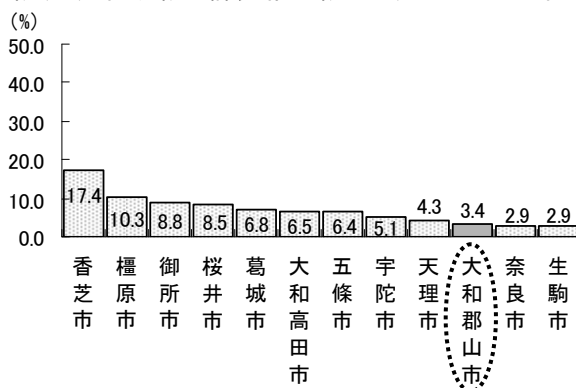 (%)
50.0
40.0
30.0
20.0
10.0
0.0
17.4
10.3
8.8
8.5
6.8
6.5
6.4
5.1
4.3
3.4
2.9
2.9
香芝市
橿原市
御所市
桜井市
葛城市
大和高田市
五條市
宇陀市
天理市
大和郡山市
奈良市
生駒市